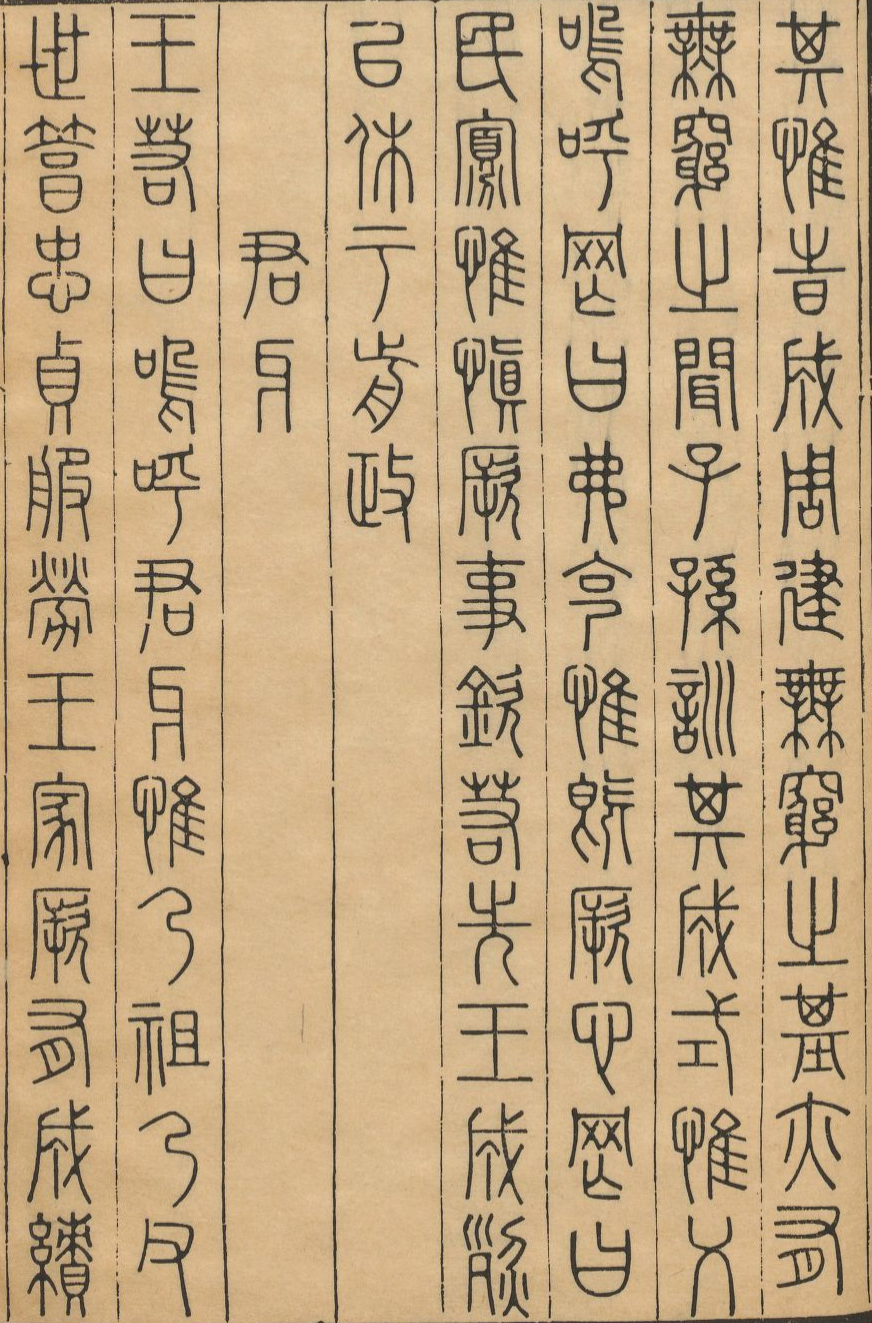 其惟時成周建無窮之基亦有
無窮之聞子孫訓其成式惟乂
嗚呼罔曰弗克惟既厥心罔曰
民寡惟慎厥事欽若先王成烈
以休于前政
君牙
王若曰嗚呼君牙惟乃祖乃父
世篤忠貞服勞王家厥有成績